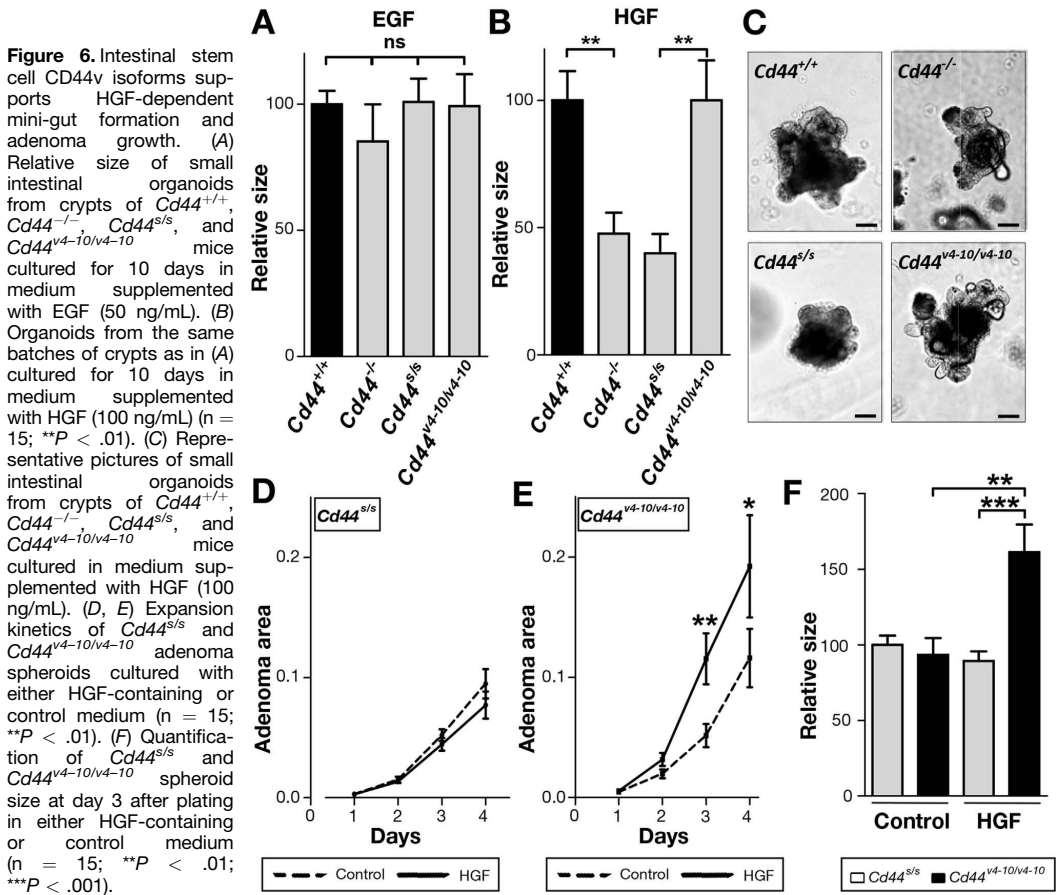 Figure 6. Intestinal stem
cell CD44v isoforms sup-
ports HGF-dependent
mini-gut formation and
adenoma growth. (A)
Relative size of small
intestinal organoids
from crypts of Cd44+/+,
Cd44−/−, Cd44s/s, and
Cd44v4–10/v4–10 mice
cultured for 10 days in
medium supplemented
with EGF (50 ng/mL). (B)
Organoids from the same
batches of crypts as in (A)
cultured for 10 days in
medium supplemented
with HGF (100 ng/mL) (n =
15; **P < .01). (C) Repre-
sentative pictures of small
intestinal organoids
from crypts of Cd44+/+,
Cd44−/−, Cd44s/s, and
Cd44v4–10/v4–10 mice
cultured in medium sup-
plemented with HGF (100
ng/mL). (D, E) Expansion
kinetics of Cd44s/s and
Cd44v4–10/v4–10 adenoma
spheroids cultured with
either HGF-containing or
control medium (n = 15;
**P < .01). (F) Quantifica-
tion of Cd44s/s and
Cd44v4–10/v4–10 spheroid
size at day 3 after plating
in either HGF-containing
or control medium
(n = 15; **P < .01;
***P < .001).
A
EGF
ns
Relative size
100
50
0
Cd44+/+
Cd44-/-
Cd44s/s
Cd44v4-10/v4-10
B
HGF
** **
Relative size
100
50
0
Cd44+/+
Cd44-/-
Cd44s/s
Cd44v4-10/v4-10
C
Cd44+/+
Cd44-/-
Cd44s/s
Cd44v4-10/v4-10
D
Cd44s/s
Adenoma area
0.2
0.1
0.0
0 1 2 3 4
Days
Control HGF
E
Cd44v4-10/v4-10
*
**
Adenoma area
0.2
0.1
0.0
0 1 2 3 4
Days
Control HGF
F
**
***
Relative size
200
150
100
50
0
Control HGF
Cd44s/s Cd44v4-10/v4-10